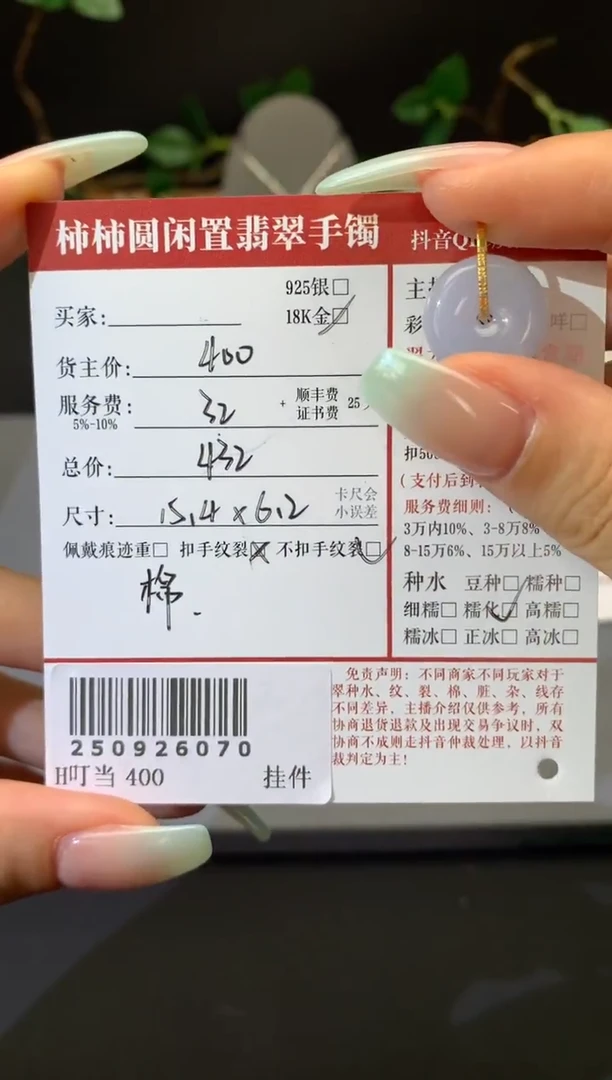 柿柿圆闲置翡翠手镯
抖音Q
925银□
18K金□
买家:
货主价: 400
服务费: 32 + 顺丰费 证书费 25
5%-10%
总价: 432
尺寸: 15.4×6.2 卡尺会 小误差
佩戴痕迹重□ 扣手纹裂□ 不扣手纹裂□
棉.
主
彩
咩□
扣50
(支付后到
服务费细则:(
3万内10%、3-8万8%
8-15万6%、15万以上5%
种水 豆种□ 糯种□
细糯□ 糯化□ 高糯□
糯冰□ 正冰□ 高冰□
250926070
H叮当 400 挂件
免责声明:不同商家不同玩家对于
翠种水、纹、裂、棉、脏、杂、线存
不同差异,主播介绍仅供参考,所有
协商退货退款及出现交易争议时,双
协商不成则走抖音仲裁处理,以抖音
裁判定为主!